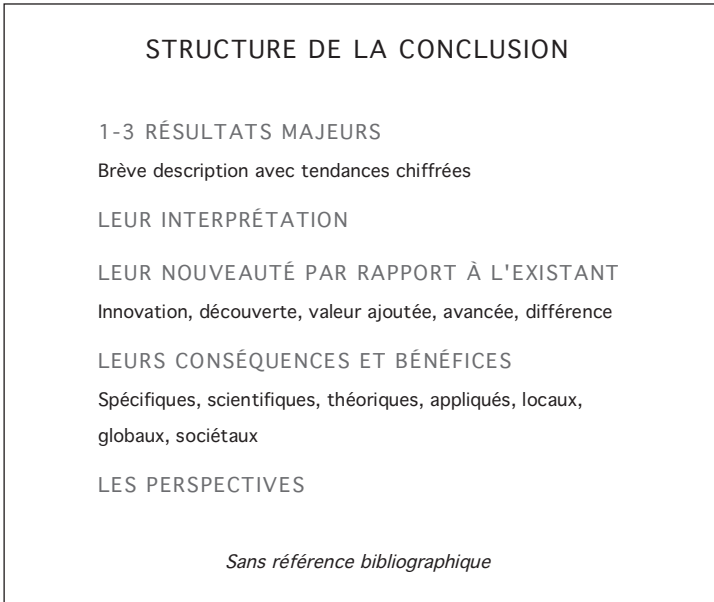 STRUCTURE DE LA CONCLUSION
1-3 RÉSULTATS MAJEURS
Brève description avec tendances chiffrées
LEUR INTERPRÉTATION
LEUR NOUVEAUTÉ PAR RAPPORT À L'EXISTANT
Innovation, découverte, valeur ajoutée, avancée, différence
LEURS CONSÉQUENCES ET BÉNÉFICES
Spécifiques, scientifiques, théoriques, appliqués, locaux,
globaux, sociétaux
LES PERSPECTIVES
Sans référence bibliographique